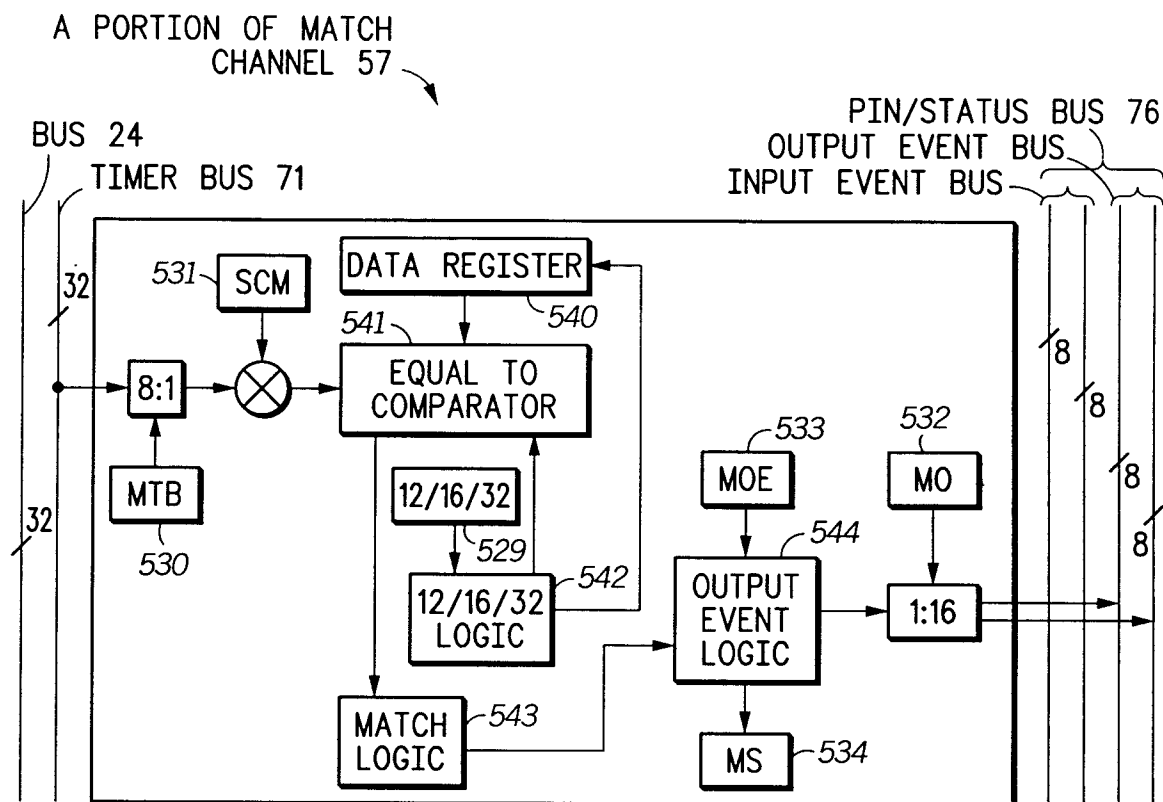 A PORTION OF MATCH
CHANNEL 57
BUS 24
TIMER BUS 71
PIN/STATUS BUS 76
OUTPUT EVENT BUS
INPUT EVENT BUS
32
32
531
SCM
DATA REGISTER
540
541
EQUAL TO
COMPARATOR
8:1
MTB
530
12/16/32
529
12/16/32
LOGIC
542
MATCH
LOGIC
543
533
MOE
532
MO
544
OUTPUT
EVENT
LOGIC
1:16
MS
534
8
8
8
8